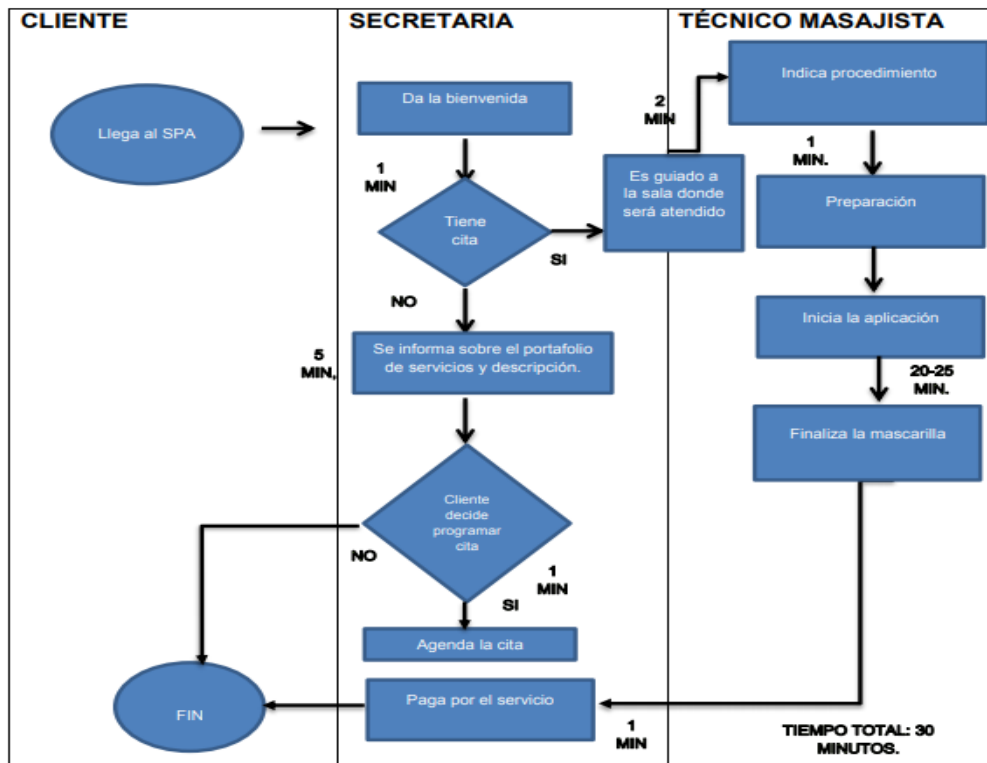 CLIENTE
SECRETARIA
TÉCNICO MASAJISTA
Llega al SPA
Da la bienvenida
1
MIN
Tiene
cita
SI
NO
Es guiado a
la sala donde
será atendido
2
MIN
Indica procedimiento
1
MIN.
Preparación
Inicia la aplicación
20-25
MIN.
Finaliza la mascarilla
5
MIN,
Se informa sobre el portafolio
de servicios y descripción.
Cliente
decide
programar
cita
NO
1
MIN
SI
Agenda la cita
Paga por el servicio
1
MIN
FIN
TIEMPO TOTAL: 30
MINUTOS.